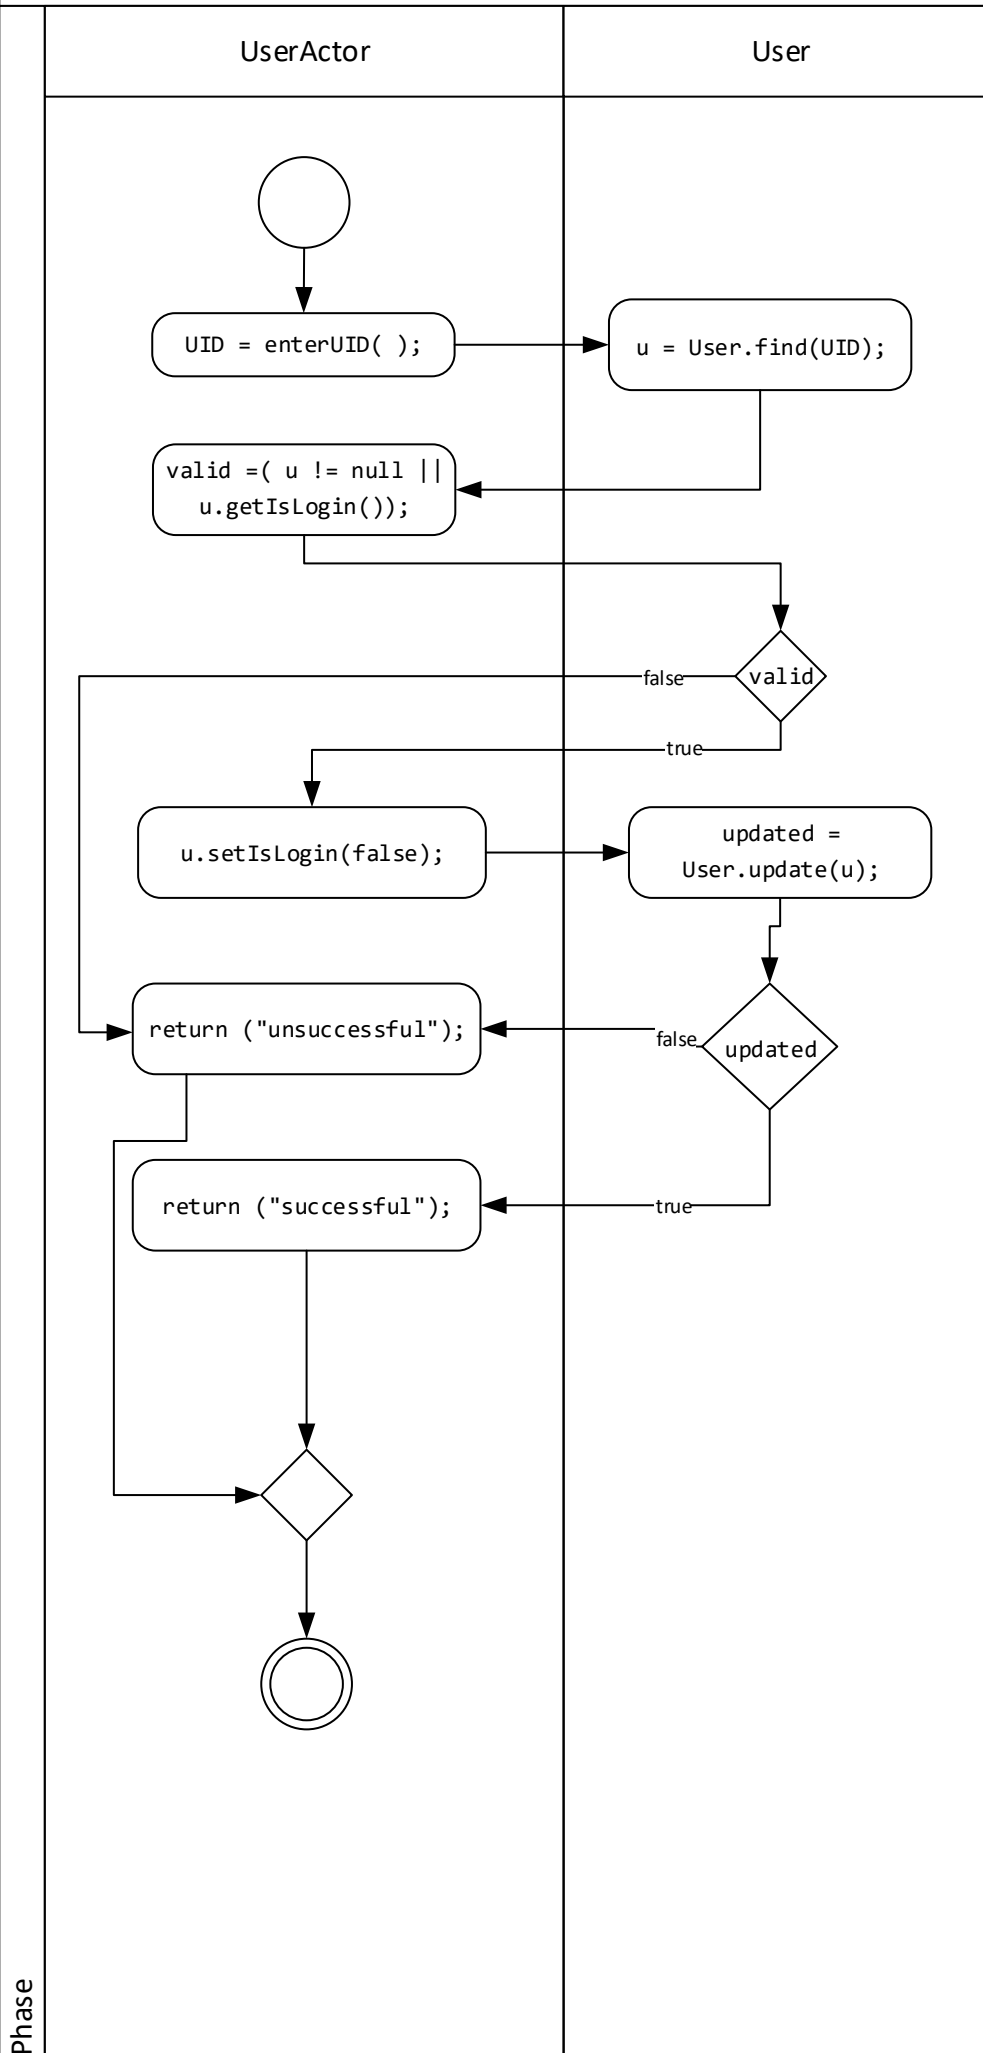 UserActor
User
UID = enterUID( );
u = User.find(UID);
valid =( u != null ||
u.getIsLogin());
valid
false
true
u.setIsLogin(false);
updated =
User.update(u);
return ("unsuccessful");
false
updated
return ("successful");
true
Phase